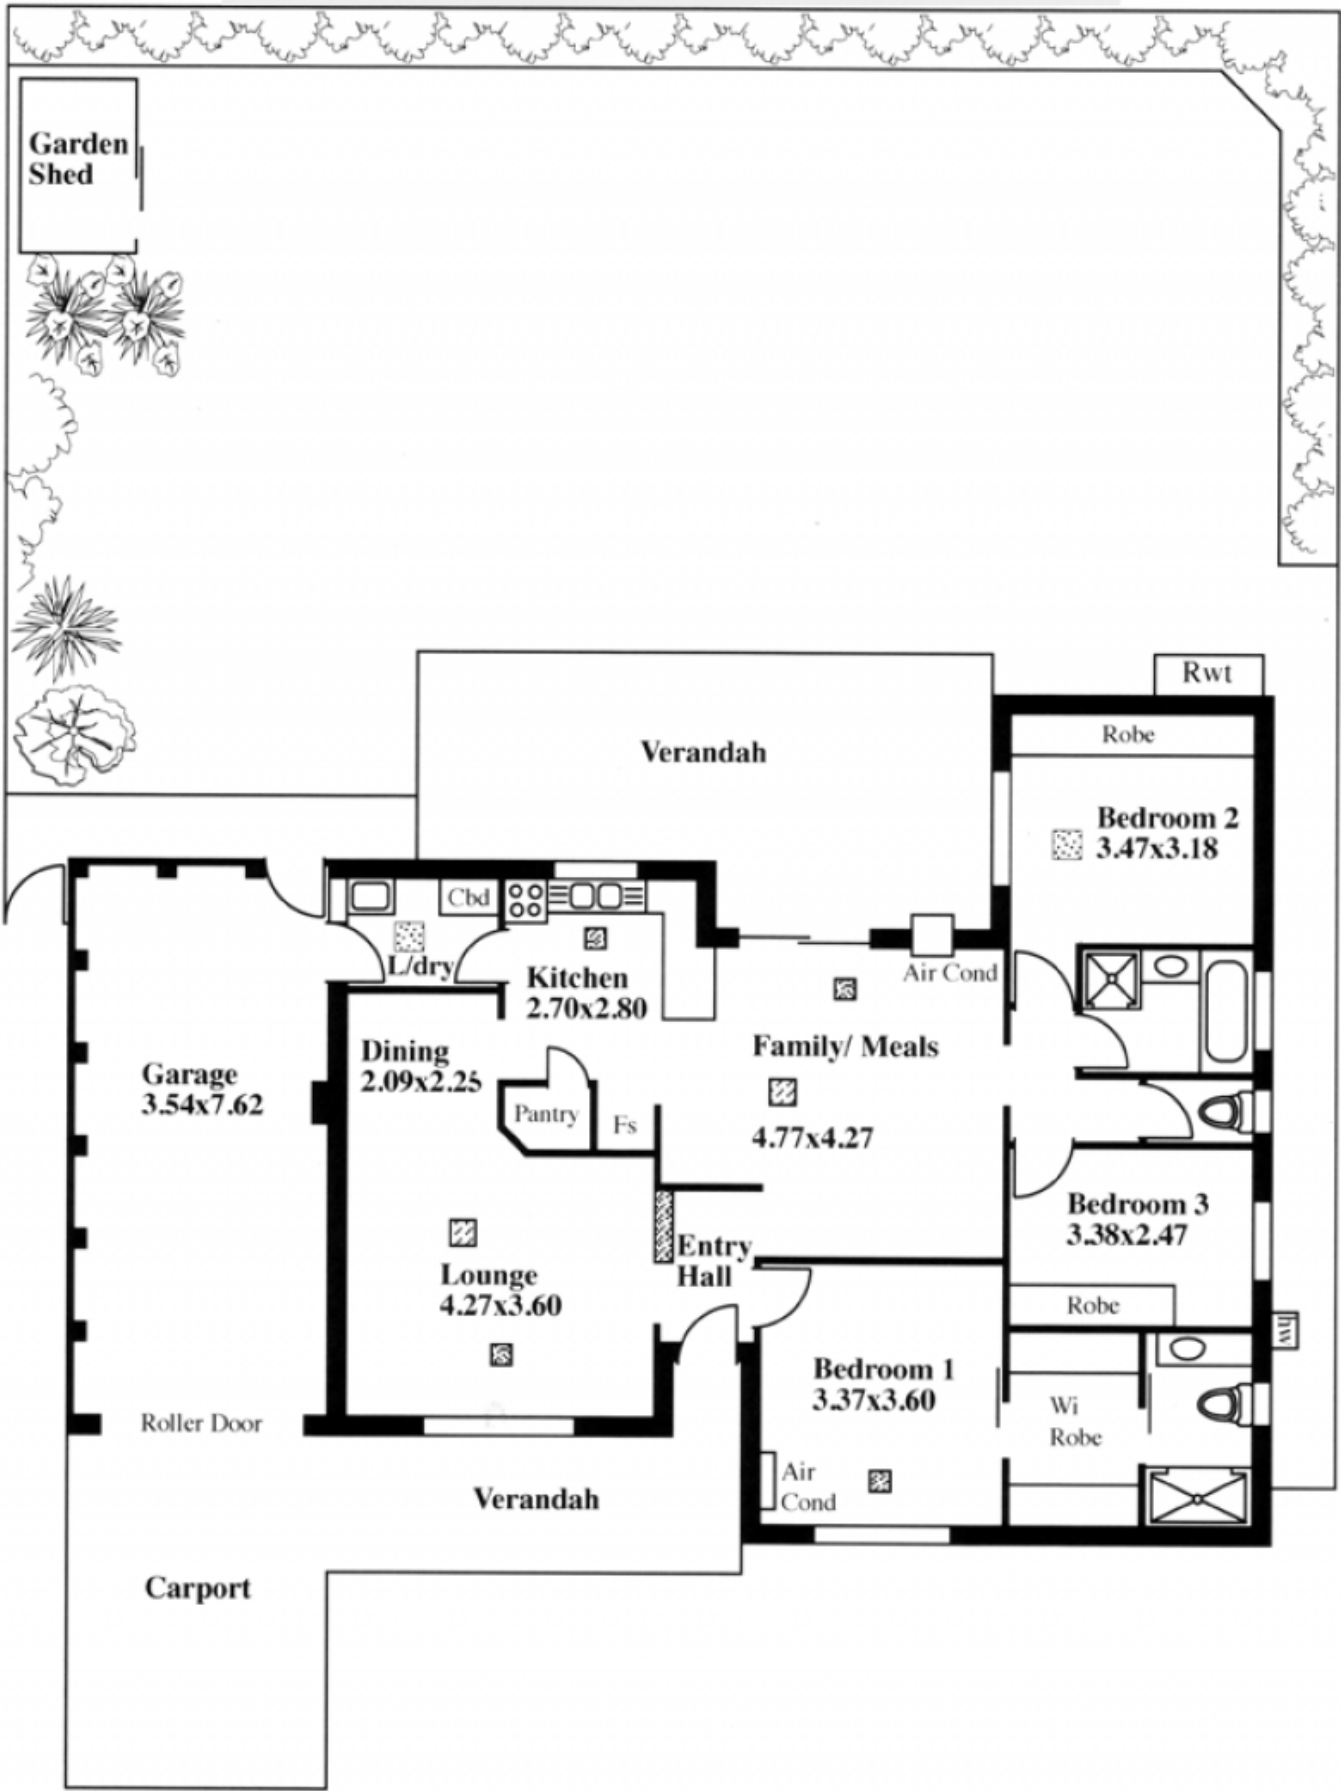 Garden
Shed
Rwt
Robe
Verandah
Bedroom 2
3.47x3.18
Cbd
L/dry
Kitchen
2.70x2.80
Air Cond
Family/ Meals
4.77x4.27
Dining
2.09x2.25
Garage
3.54x7.62
Pantry
Fs
Bedroom 3
3.38x2.47
Entry
Hall
Lounge
4.27x3.60
Robe
hw
Bedroom 1
3.37x3.60
Wi
Robe
Roller Door
Air
Cond
Verandah
Carport